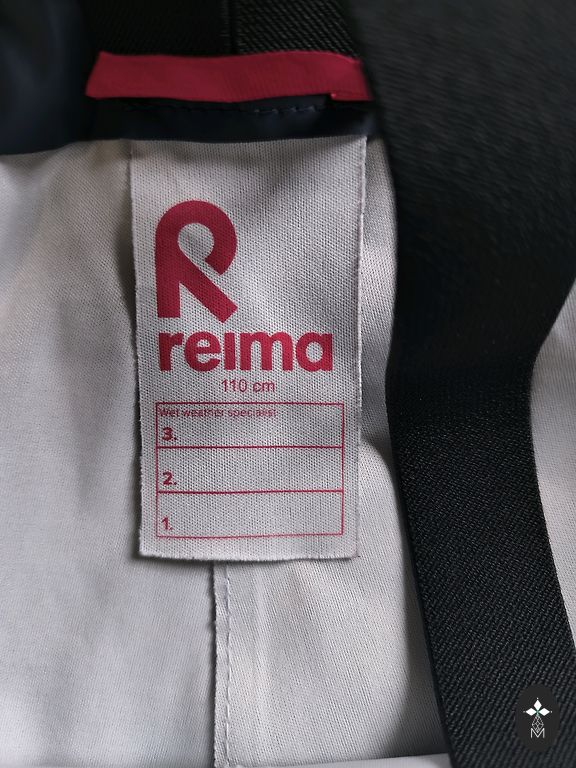 reima
110 cm
Wet weather specialist
3.
2.
1.
M